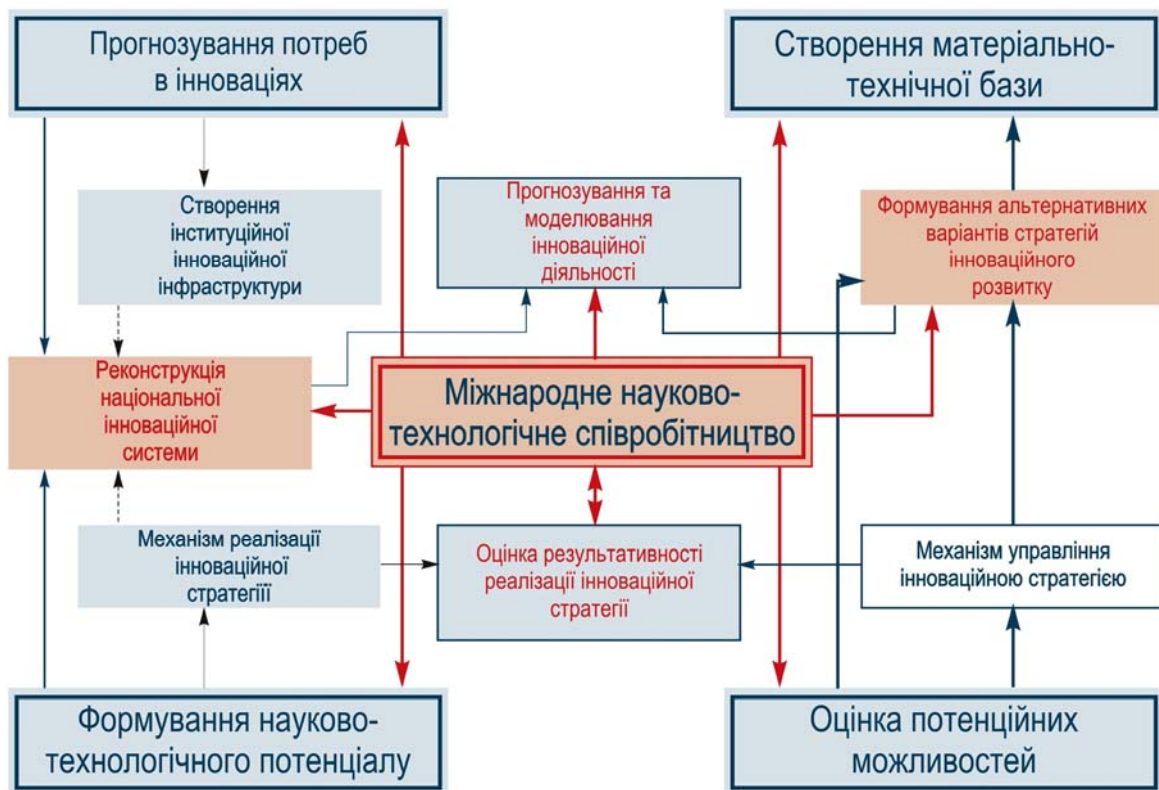 Прогнозування потреб
в інноваціях
Створення матеріально-
технічної бази
Створення
інституційної
інноваційної
інфраструктури
Прогнозування та
моделювання
інноваційної
діяльності
Формування альтернативних
варіантів стратегій
інноваційного
розвитку
Реконструкція
національної
інноваційної
системи
Міжнародне науково-
технологічне співробітництво
Механізм реалізації
інноваційної
стратегіїї
Оцінка результативності
реалізації інноваційної
стратегії
Механізм управління
інноваційною стратегією
Формування науково-
технологічного потенціалу
Оцінка потенційних
можливостей